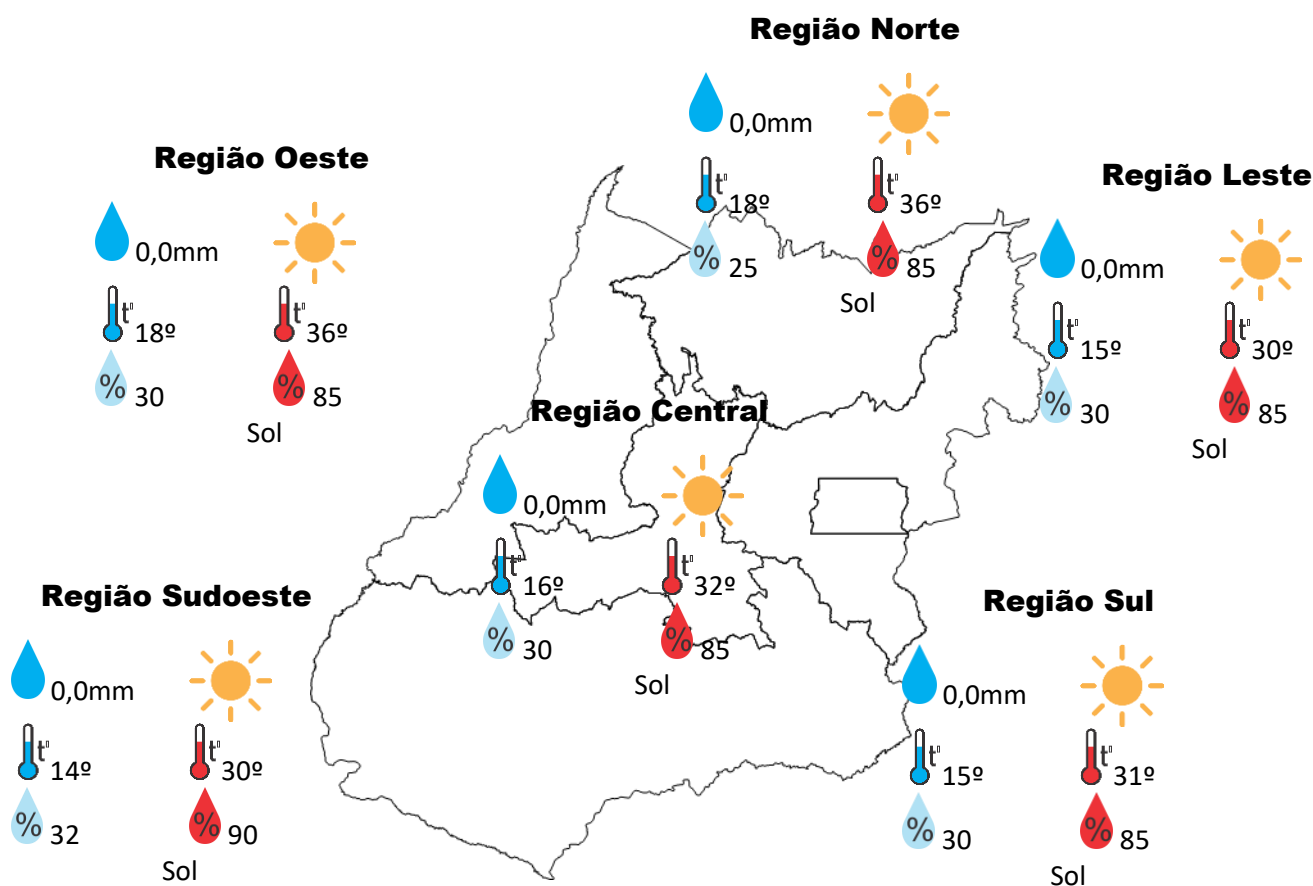 Região Norte
0,0mm
t°
18º
t°
36º
%
25
%
85
Sol
Região Oeste
0,0mm
t°
18º
t°
36º
%
30
%
85
Sol
Região Leste
0,0mm
t°
15º
t°
30º
%
30
%
85
Sol
Região Central
0,0mm
t°
16º
t°
32º
%
30
%
85
Sol
Região Sudoeste
0,0mm
t°
14º
t°
30º
%
32
%
90
Sol
Região Sul
0,0mm
t°
15º
t°
31º
%
30
%
85
Sol